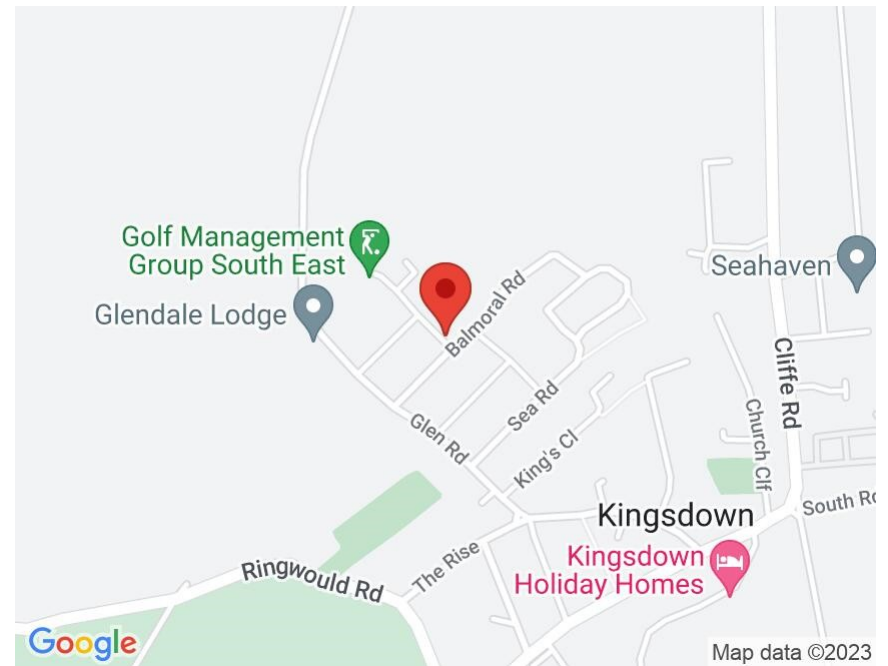 Golf Management
Group South East
Glendale Lodge
Balmoral Rd
Seahaven
Cliffe Rd
Sea Rd
Church Clf
Glen Rd
King's Cl
South Ro
Kingsdown
The Rise
Kingsdown
Holiday Homes
Ringwould Rd
Google
Map data ©2023